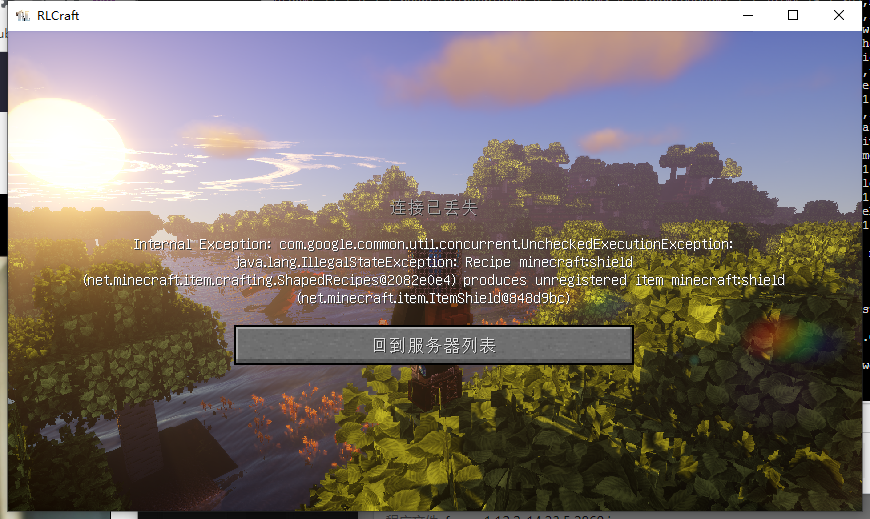 RLCraft
连接已丢失
Internal Exception: com.google.common.util.concurrent.UncheckedExecutionException:
java.lang.IllegalStateException: Recipe minecraft:shield
(net.minecraft.item.crafting.ShapedRecipes@2082e0e4) produces unregistered item minecraft:shield
(net.minecraft.item.ItemShield@848d9bc)
回到服务器列表